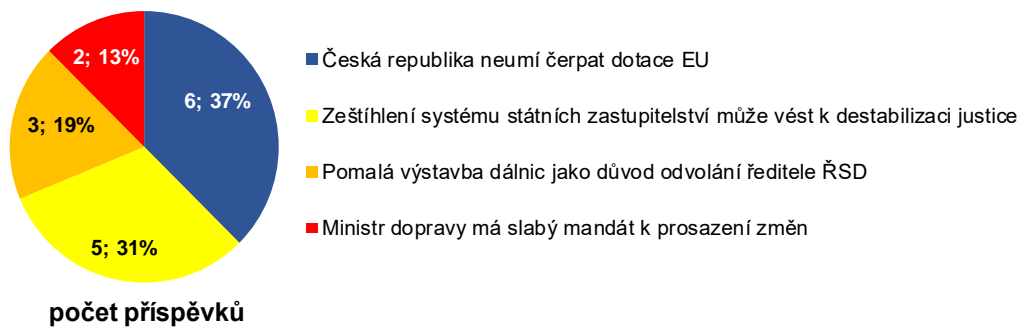 2; 13%
6; 37%
3; 19%
5; 31%
počet příspěvků
Česká republika neumí čerpat dotace EU
Zeštíhlení systému státních zastupitelství může vést k destabilizaci justice
Pomalá výstavba dálnic jako důvod odvolání ředitele ŘSD
Ministr dopravy má slabý mandát k prosazení změn